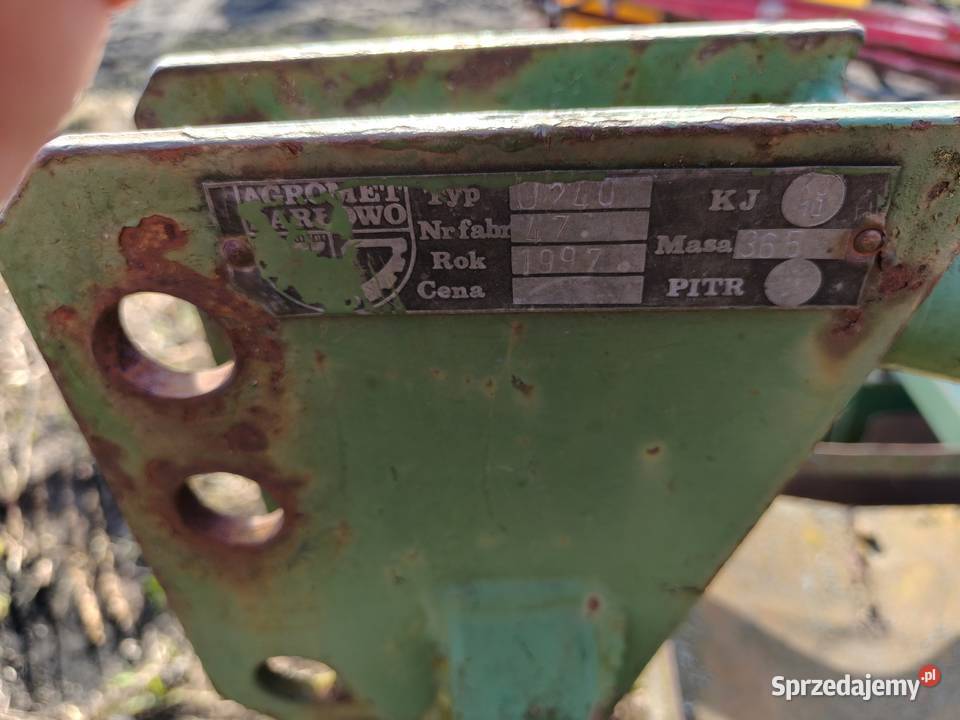 AGROMET
Typ U240
Nr fabr 47.
Rok 1997.
Cena
KJ
Masa 365
PITR
Sprzedajemy.pl